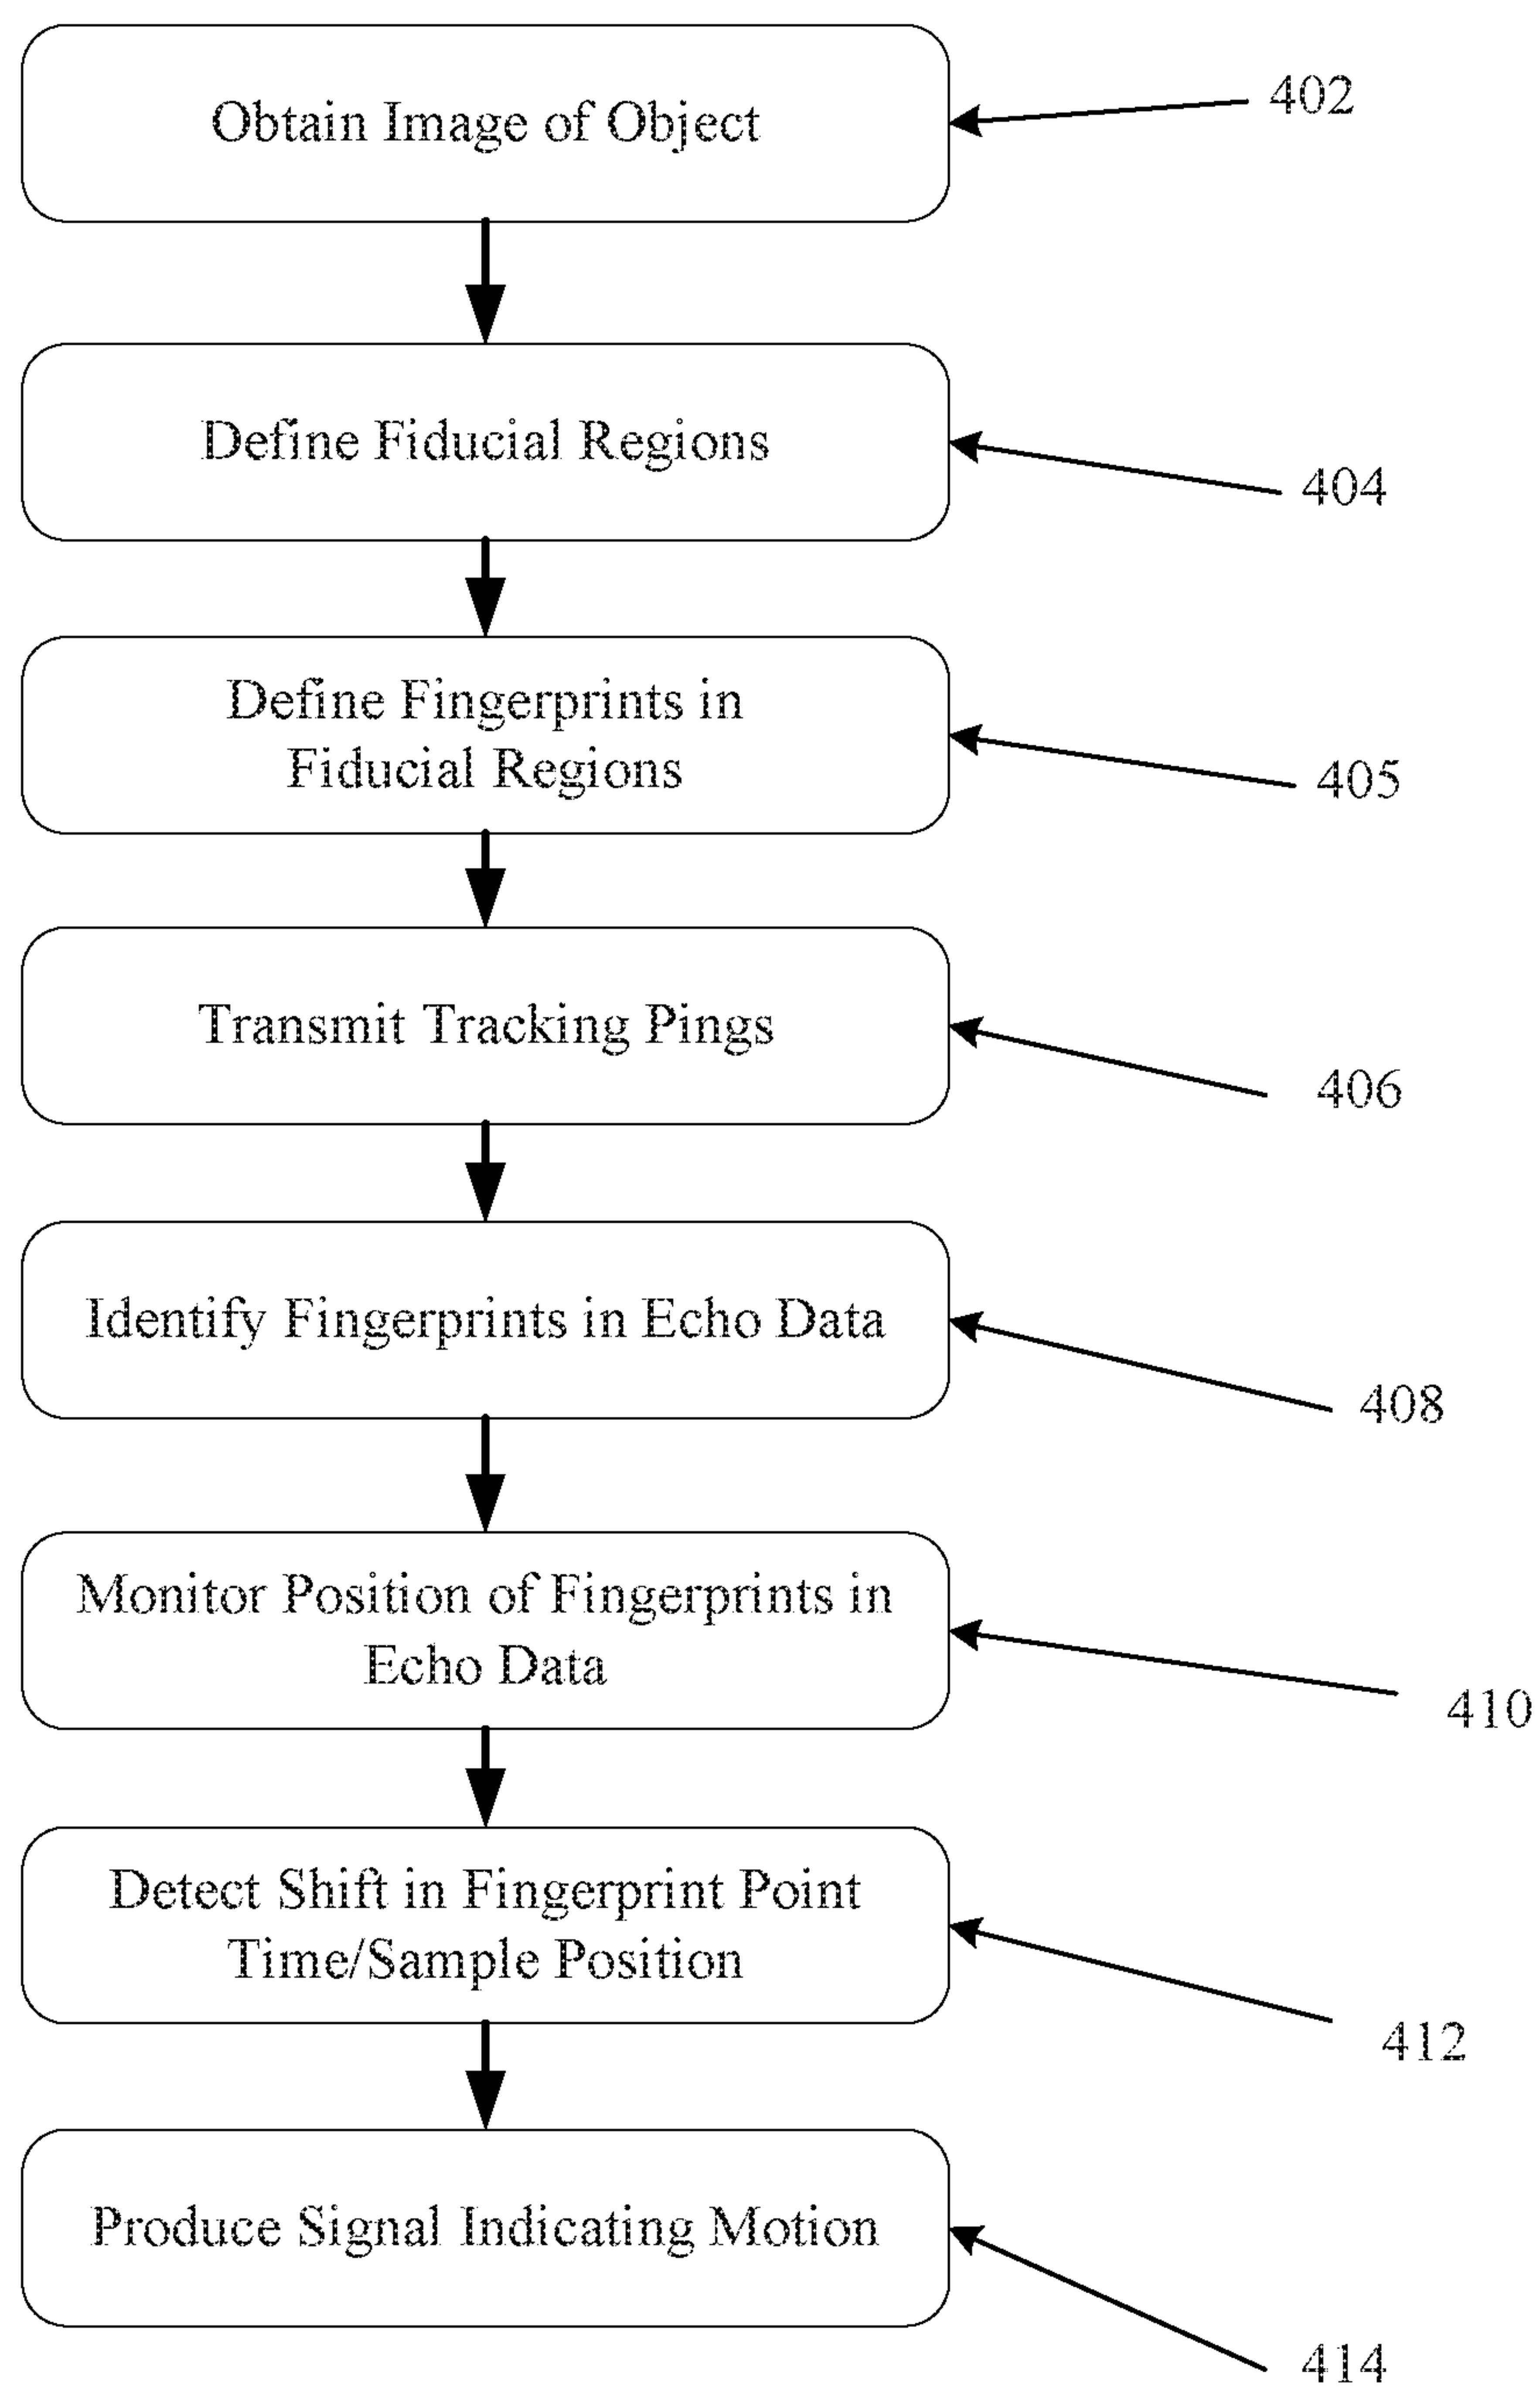 Obtain Image of Object
402
Define Fiducial Regions
404
Define Fingerprints in
Fiducial Regions
405
Transmit Tracking Pings
406
Identify Fingerprints in Echo Data
408
Monitor Position of Fingerprints in
Echo Data
410
Detect Shift in Fingerprint Point
Time/Sample Position
412
Produce Signal Indicating Motion
414